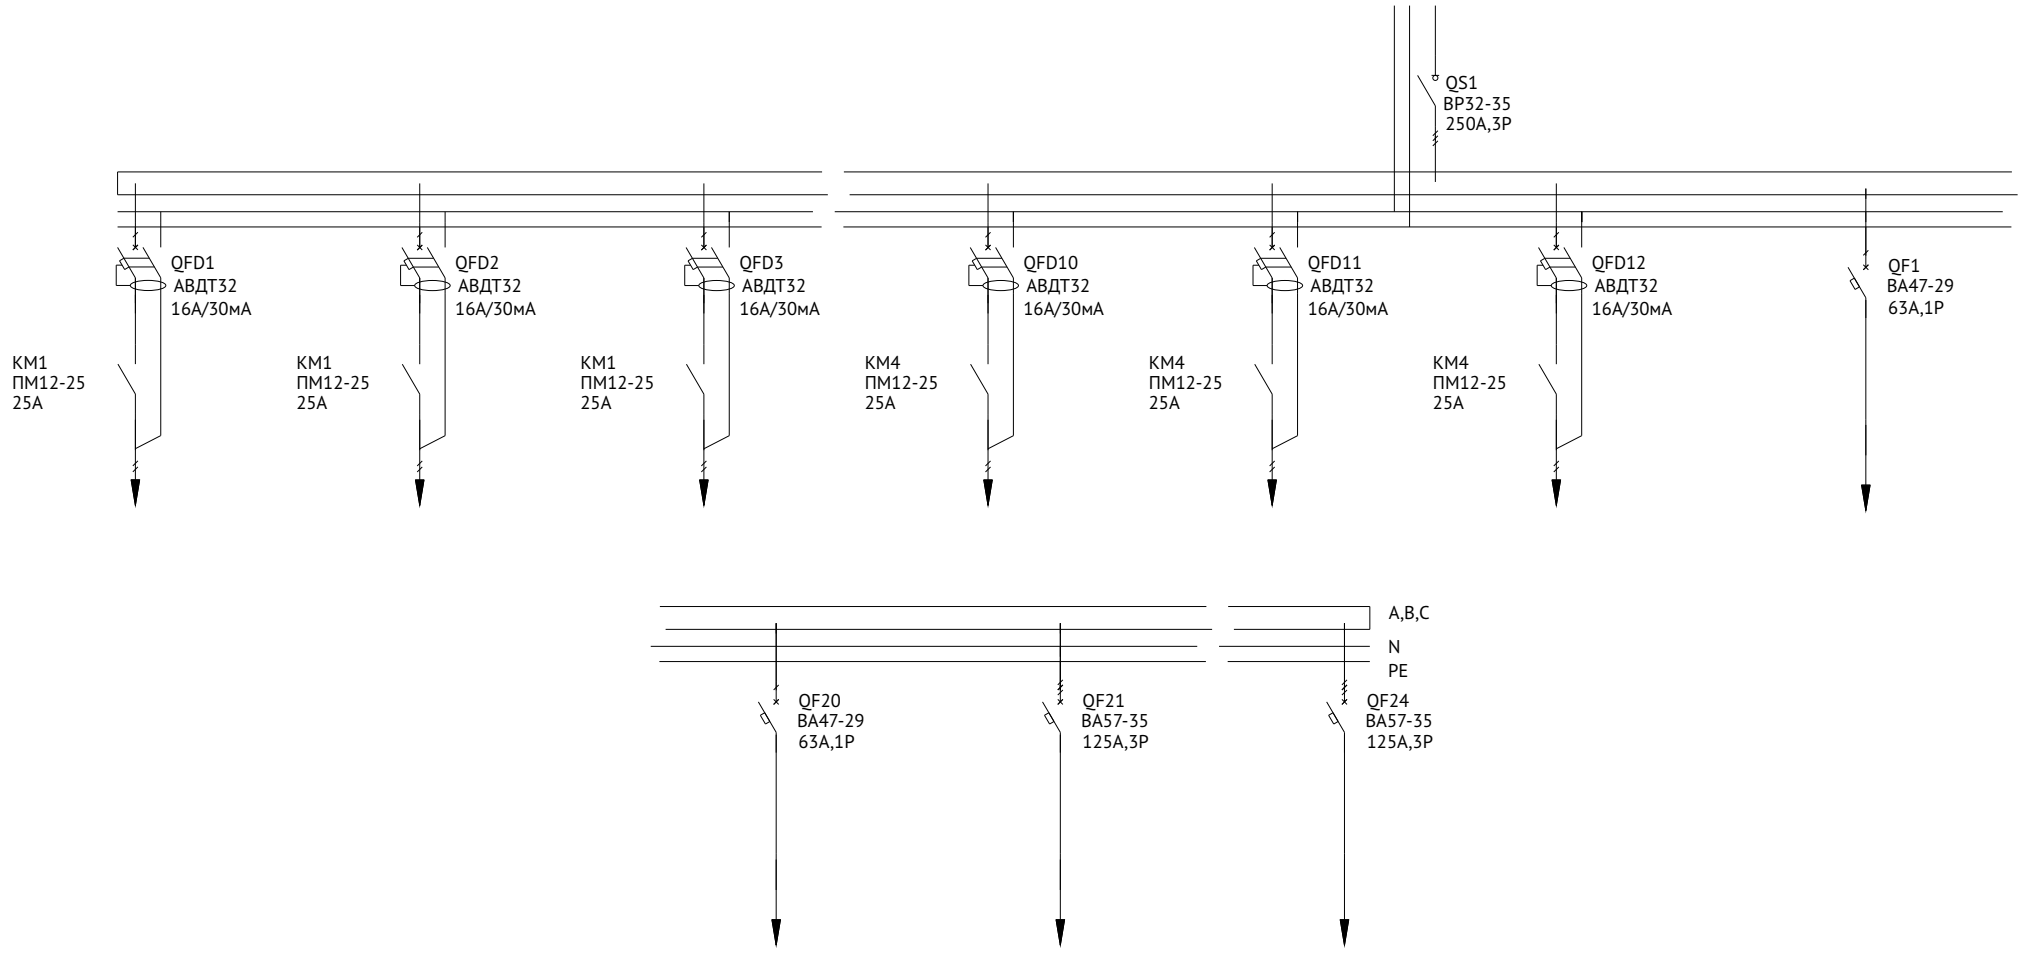 QS1
ВР32-35
250А,3Р
QFD1
АВДТ32
16А/30мА
QFD2
АВДТ32
16А/30мА
QFD3
АВДТ32
16А/30мА
QFD10
АВДТ32
16А/30мА
QFD11
АВДТ32
16А/30мА
QFD12
АВДТ32
16А/30мА
QF1
ВА47-29
63А,1Р
КМ1
ПМ12-25
25А
КМ1
ПМ12-25
25А
КМ1
ПМ12-25
25А
КМ4
ПМ12-25
25А
КМ4
ПМ12-25
25А
КМ4
ПМ12-25
25А
А,В,С
N
PE
QF20
ВА47-29
63А,1Р
QF21
ВА57-35
125А,3Р
QF24
ВА57-35
125А,3Р